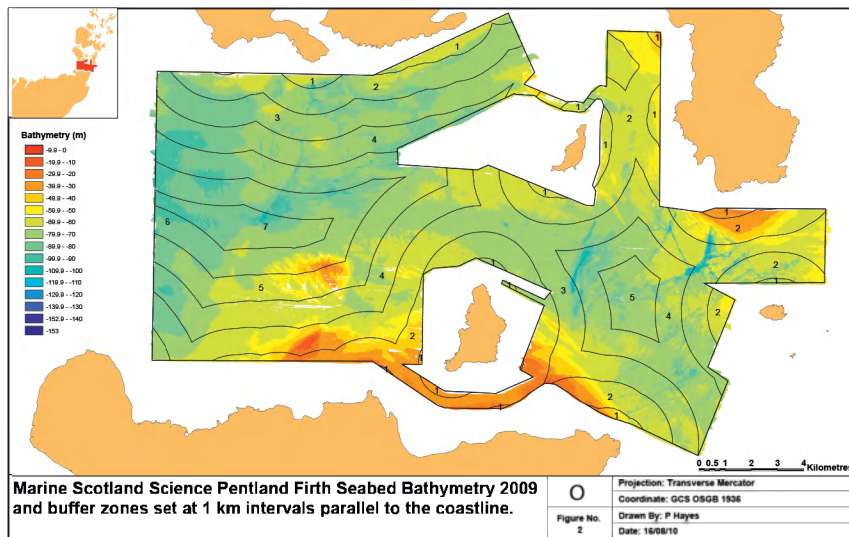 Bathymetry (m)
-9.9 - 0
-19.9 - -10
-29.9 - -20
-39.9 - -30
-49.9 - -40
-59.9 - -50
-69.9 - -60
-79.9 - -70
-89.9 - -80
-99.9 - -90
-109.9 - -100
-118.9 - -110
-129.9 - -120
-139.9 - -130
-152.9 - -140
-153
1
1
1
2
3
4
1
2
1
1
1
6
7
5
4
1
1
3
5
4
1
2
2
1
2
2
1
1
1
1
2
1
0 0.5 1 2 3 4
Kilometres
Marine Scotland Science Pentland Firth Seabed Bathymetry 2009
and buffer zones set at 1 km intervals parallel to the coastline.
O
Figure No.
2
Projection: Transverse Mercator
Coordinate: GCS OSGB 1936
Drawn By: P Hayes
Date: 16/08/10